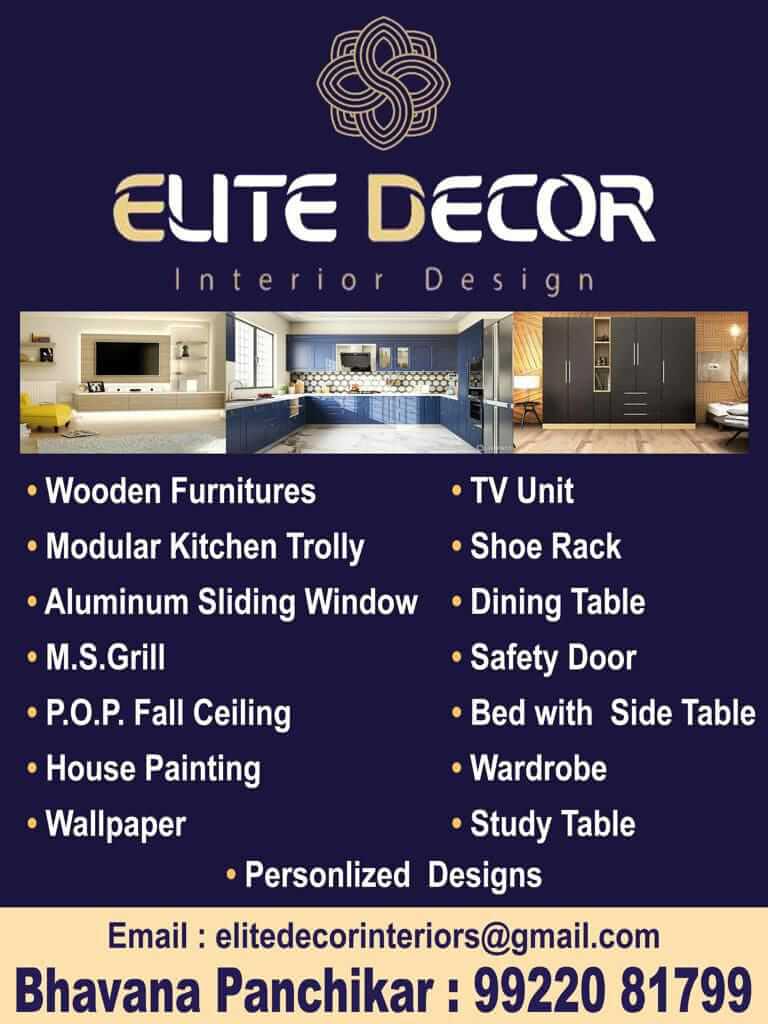 ELITE DECOR
Interior Design
• Wooden Furnitures
• Modular Kitchen Trolly
• Aluminum Sliding Window
• M.S.Grill
• P.O.P. Fall Ceiling
• House Painting
• Wallpaper
• TV Unit
• Shoe Rack
• Dining Table
• Safety Door
• Bed with Side Table
• Wardrobe
• Study Table
• Personlized Designs
Email : elitedecorinteriors@gmail.com
Bhavana Panchikar : 99220 81799